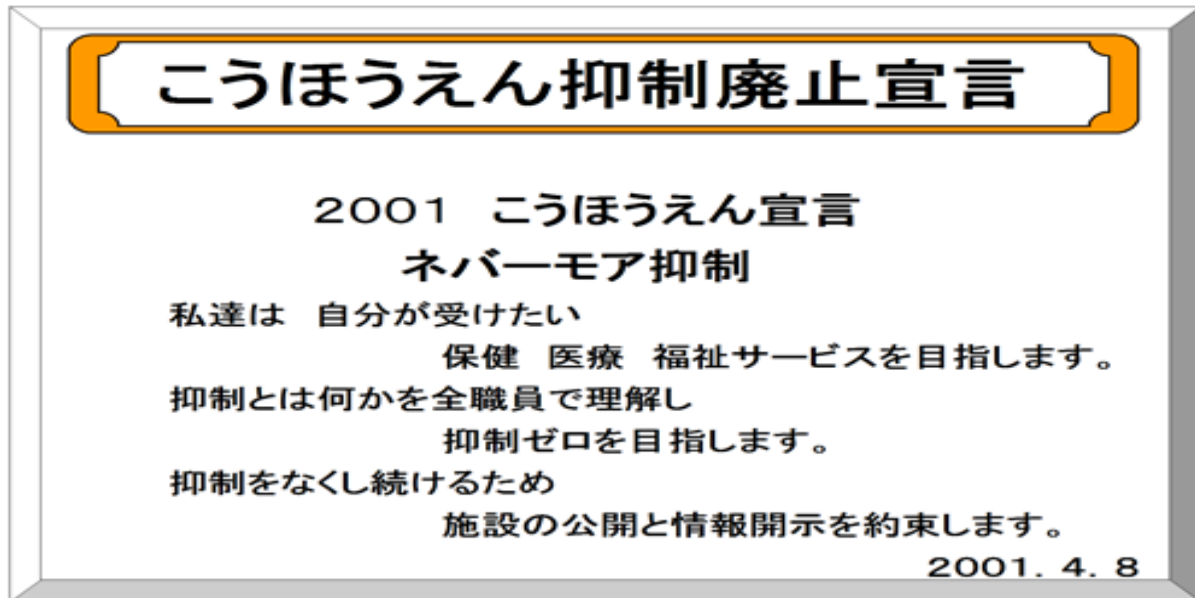 こうほうえん抑制廃止宣言
2001　こうほうえん宣言
ネバーモア抑制
私達は　自分が受けたい
保健　医療　福祉サービスを目指します。
抑制とは何かを全職員で理解し
抑制ゼロを目指します。
抑制をなくし続けるため
施設の公開と情報開示を約束します。
2001. 4. 8